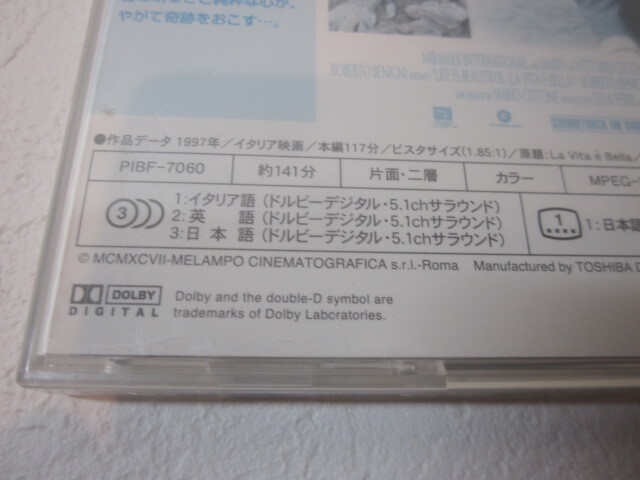 やがて奇跡をおこす…。
MIRAMAX INTERNATIONAL
ROBERTO BENIGNI
"LIFE IS BEAUTIFUL" (LA VITA È BELLA)
SOUNDTRACK ON
●作品データ 1997年／イタリア映画／本編117分／ビスタサイズ(1.85:1)／原題:La Vita è Bella／
PIBF-7060 約141分 片面・二層 カラー MPEG-
3 1:イタリア語 (ドルビーデジタル・5.1chサラウンド)
2:英 語 (ドルビーデジタル・5.1chサラウンド)
3:日本語 (ドルビーデジタル・5.1chサラウンド)
1 1:日本語
© MCMXCVII-MELAMPO CINEMATOGRAFICA s.r.l.-Roma Manufactured by TOSHIBA D
DOLBY DIGITAL
Dolby and the double-D symbol are
trademarks of Dolby Laboratories.